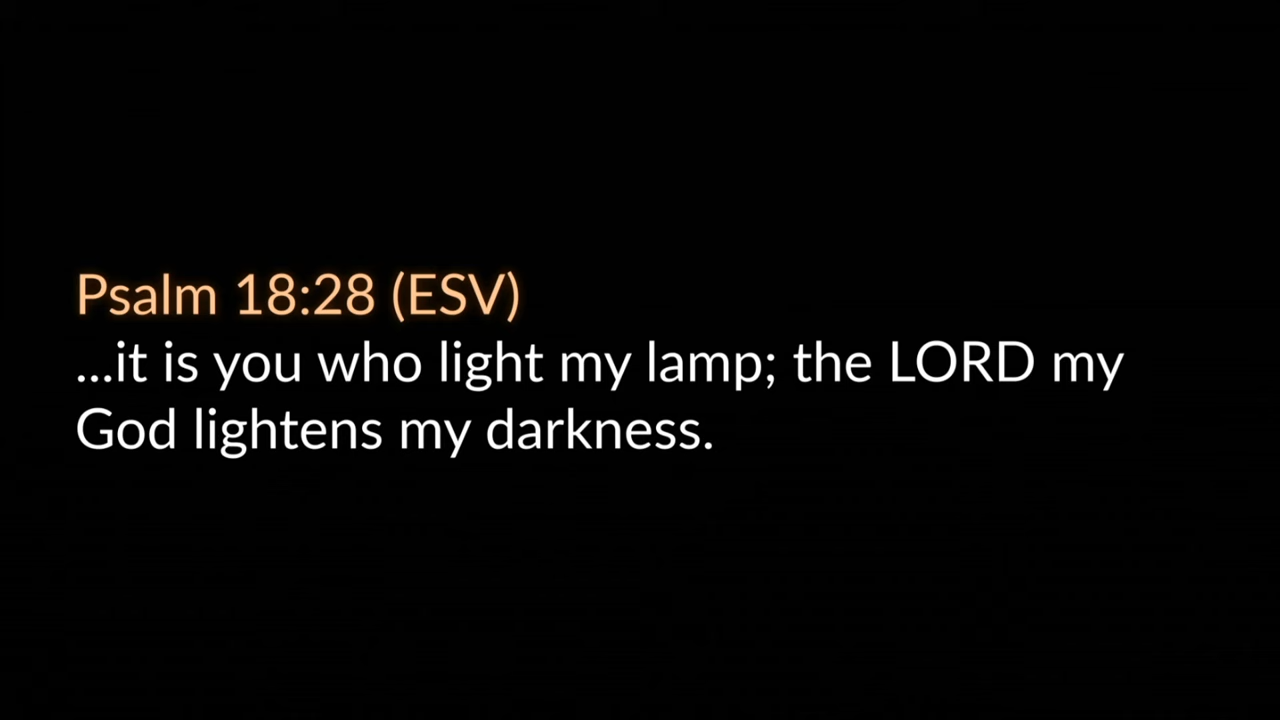 Psalm 18:28 (ESV)
...it is you who light my lamp; the LORD my
God lightens my darkness.